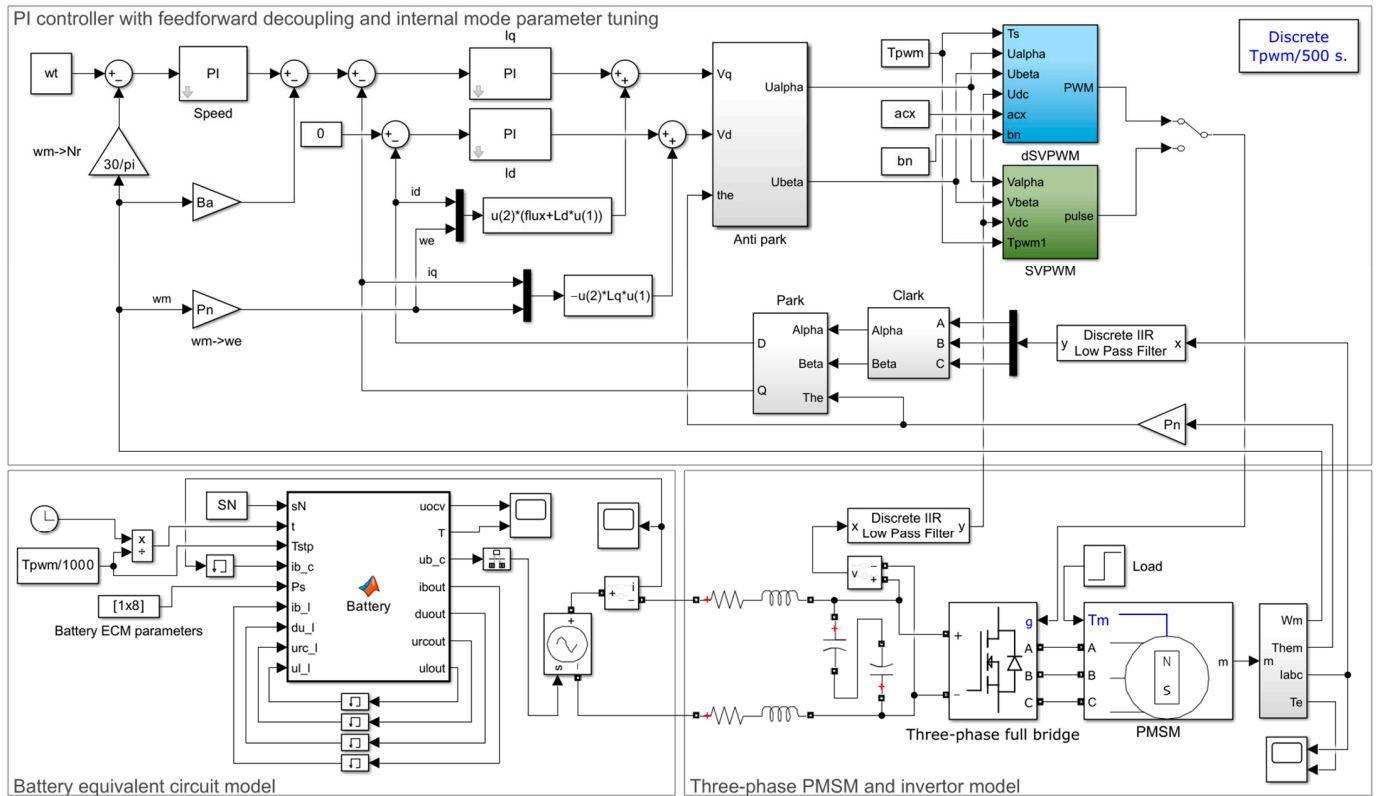 PI controller with feedforward decoupling and internal mode parameter tuning
wt
+
−
PI
Speed
+
−
+
−
Iq
PI
+
+
0
+
−
PI
Id
+
+
wm->Nr
30/pi
Ba
id
we
u(2)*(flux+Ld*u(1))
iq
−u(2)*Lq*u(1)
wm
Pn
wm->we
Vq
Vd
the
Ualpha
Ubeta
Anti park
Tpwm
acx
bn
Ts
Ualpha
Ubeta
Udc
acx
bn
PWM
dSVPWM
Valpha
Vbeta
Vdc
Tpwm1
pulse
SVPWM
Discrete
Tpwm/500 s.
Park
D
Q
Alpha
Beta
The
Clark
Alpha
Beta
A
B
C
y
Discrete IIR
Low Pass Filter
x
Pn
SN
Tpwm/1000
x
÷
[1x8]
Battery ECM parameters
sN
t
Tstp
ib_c
Ps
ib_l
du_l
urc_l
ul_l
Battery
uocv
T
ub_c
ibout
duout
urcout
ulout
+
s
−
+
i
−
Battery equivalent circuit model
x
Discrete IIR
Low Pass Filter
y
v
−
+
+
+
+
+
+
−
g
A
B
C
Three-phase full bridge
Load
Tm
A
B
C
N
S
m
PMSM
m
Wm
Them
Iabc
Te
Three-phase PMSM and invertor model